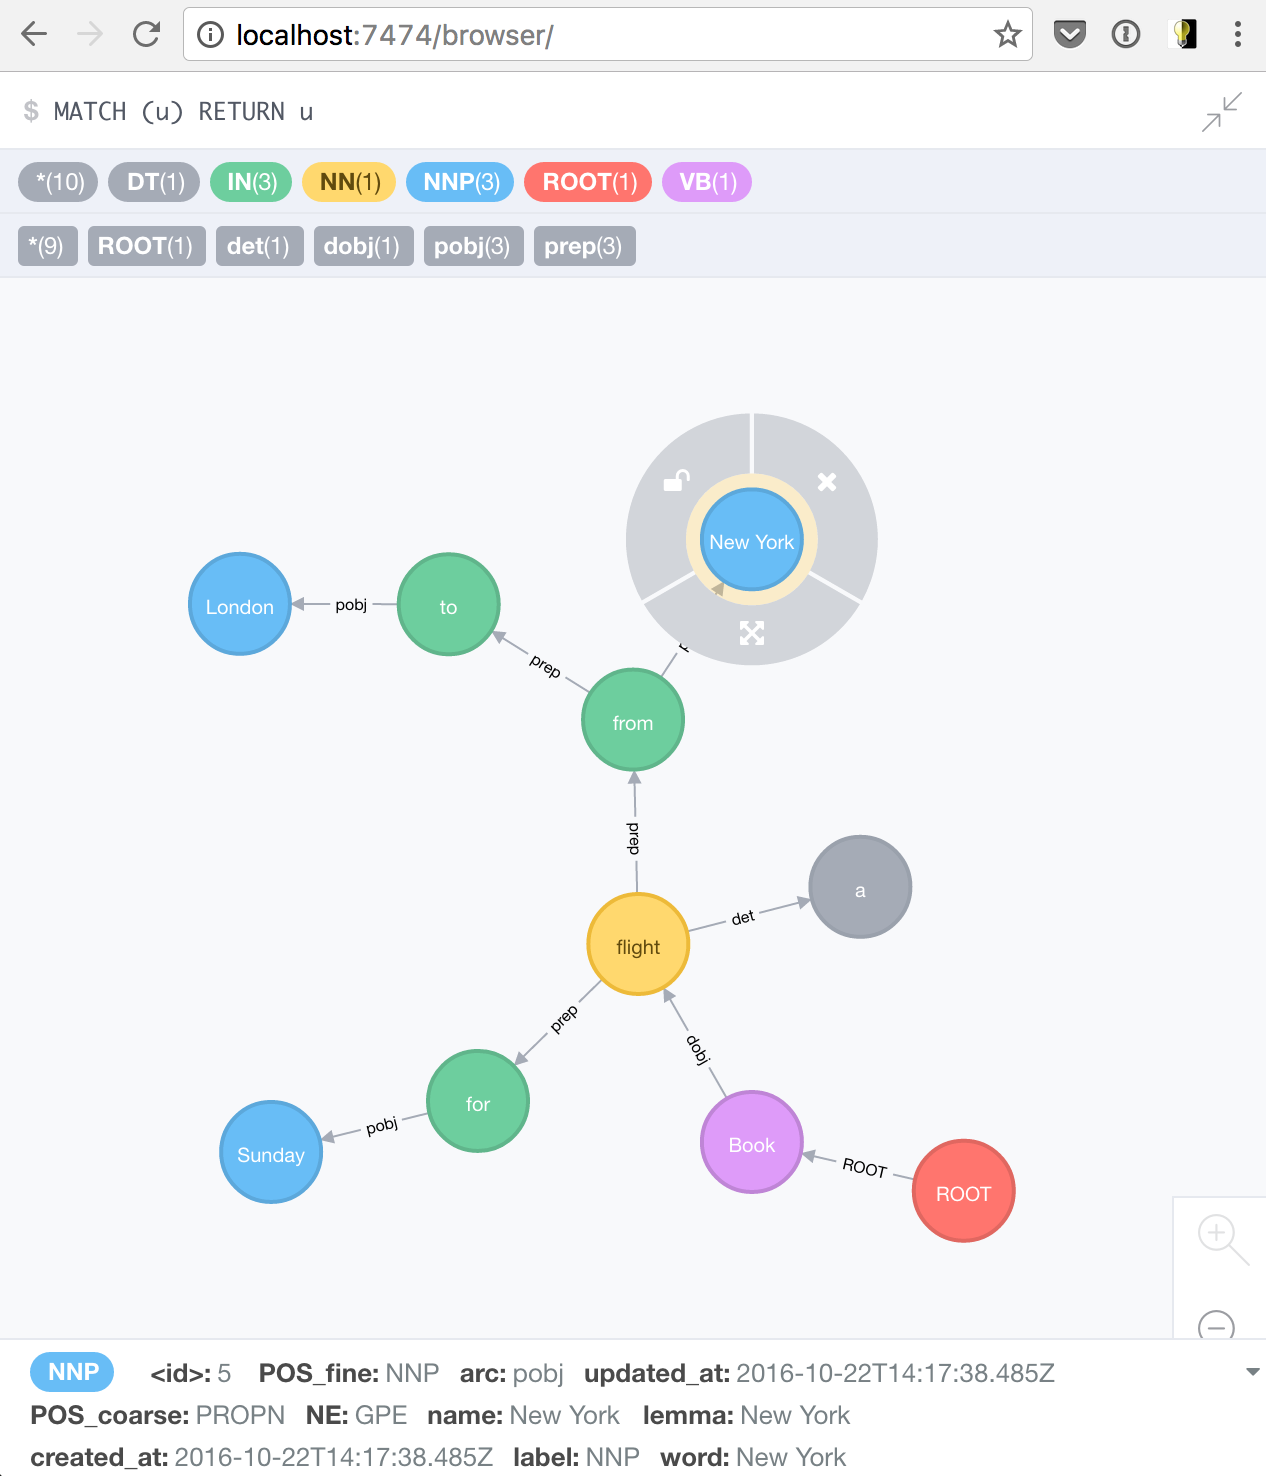 localhost:7474/browser/
$ MATCH (u) RETURN u
*(10) DT(1) IN(3) NN(1) NNP(3) ROOT(1) VB(1)
*(9) ROOT(1) det(1) dobj(1) pobj(3) prep(3)
New York
London
pobj
to
prep
from
prep
a
det
flight
prep
dobj
for
pobj
Sunday
Book
ROOT
ROOT
NNP <id>: 5 POS_fine: NNP arc: pobj updated_at: 2016-10-22T14:17:38.485Z
POS_coarse: PROPN NE: GPE name: New York lemma: New York
created_at: 2016-10-22T14:17:38.485Z label: NNP word: New York